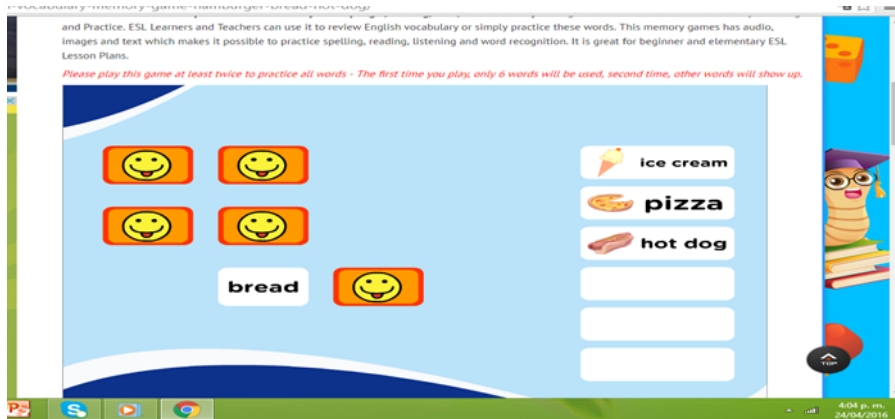 and Practice. ESL Learners and Teachers can use it to review English vocabulary or simply practice these words. This memory games has audio,
images and text which makes it possible to practice spelling, reading, listening and word recognition. It is great for beginner and elementary ESL
Lesson Plans.
Please play this game at least twice to practice all words - The first time you play, only 6 words will be used, second time, other words will show up.
ice cream
pizza
hot dog
bread
TOP
4:04 p. m.
24/04/2016